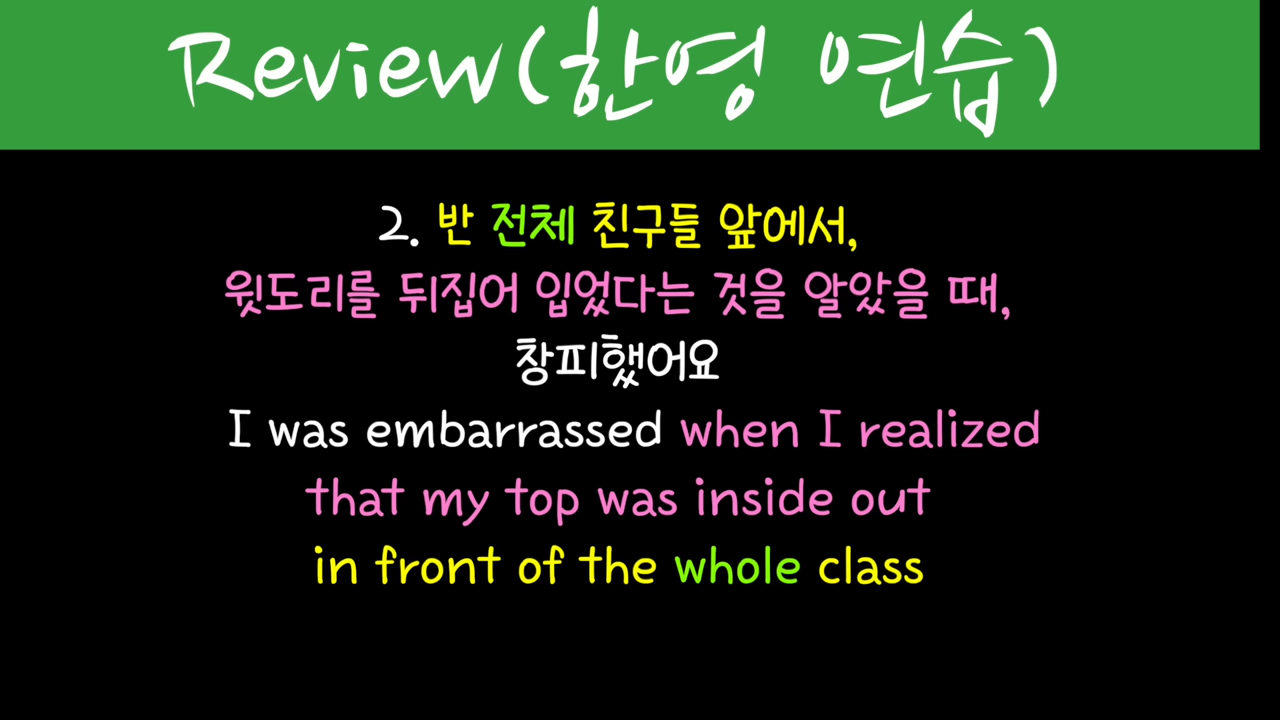 Review(한영 연습)
2. 반 전체 친구들 앞에서,
윗도리를 뒤집어 입었다는 것을 알았을 때,
창피했어요
I was embarrassed when I realized
that my top was inside out
in front of the whole class